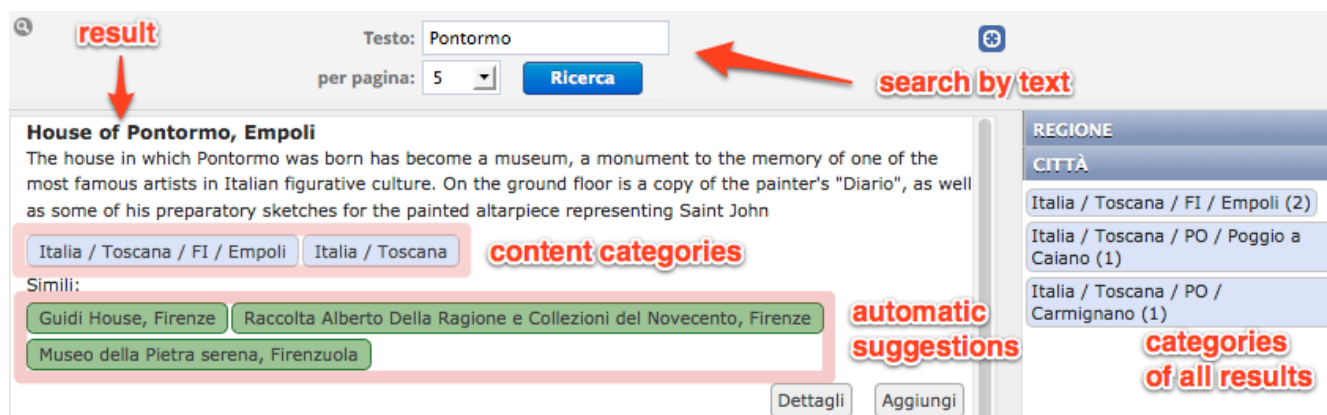 result
Testo: Pontormo
per pagina: 5 Ricerca
search by text
House of Pontormo, Empoli
The house in which Pontormo was born has become a museum, a monument to the memory of one of the
most famous artists in Italian figurative culture. On the ground floor is a copy of the painter's "Diario", as well
as some of his preparatory sketches for the painted altarpiece representing Saint John
Italia / Toscana / FI / Empoli Italia / Toscana content categories
Simili:
Guidi House, Firenze Raccolta Alberto Della Ragione e Collezioni del Novecento, Firenze
Museo della Pietra serena, Firenzuola
automatic
suggestions
Dettagli Aggiungi
REGIONE
CITTÀ
Italia / Toscana / FI / Empoli (2)
Italia / Toscana / PO / Poggio a
Caiano (1)
Italia / Toscana / PO /
Carmignano (1)
categories
of all results